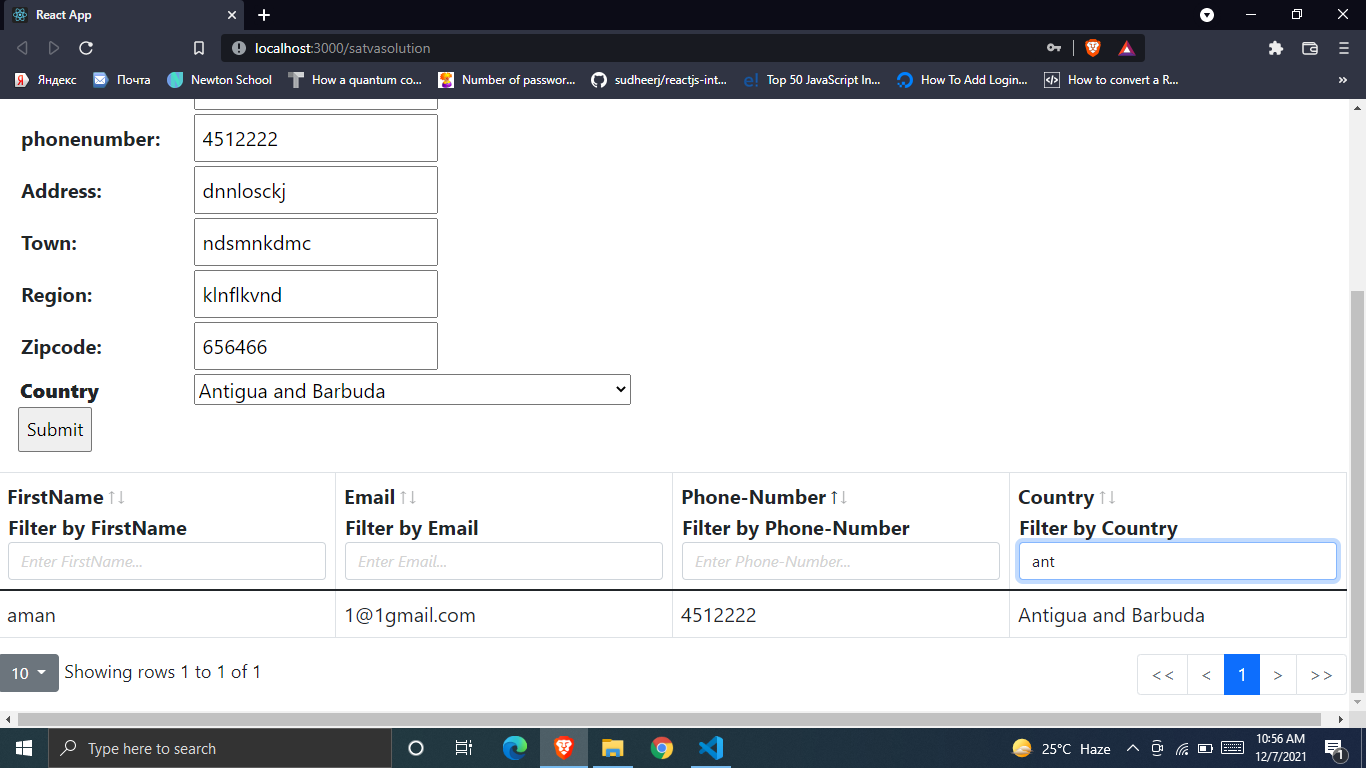 React App
localhost:3000/satvasolution
Яндекс Почта Newton School How a quantum co... Number of passwor... sudheerj/reactjs-int... Top 50 JavaScript In... How To Add Login... How to convert a R... »
phonenumber: 4512222
Address: dnnlosckj
Town: ndsmnkdmc
Region: klnflkvnd
Zipcode: 656466
Country Antigua and Barbuda
Submit
FirstName ↑↓ Email ↑↓ Phone-Number ↑↓ Country ↑↓
Filter by FirstName Filter by Email Filter by Phone-Number Filter by Country
Enter FirstName... Enter Email... Enter Phone-Number... ant
aman 1@1gmail.com 4512222 Antigua and Barbuda
10 Showing rows 1 to 1 of 1 << < 1 > >>
Type here to search 25°C Haze 10:56 AM
12/7/2021 1